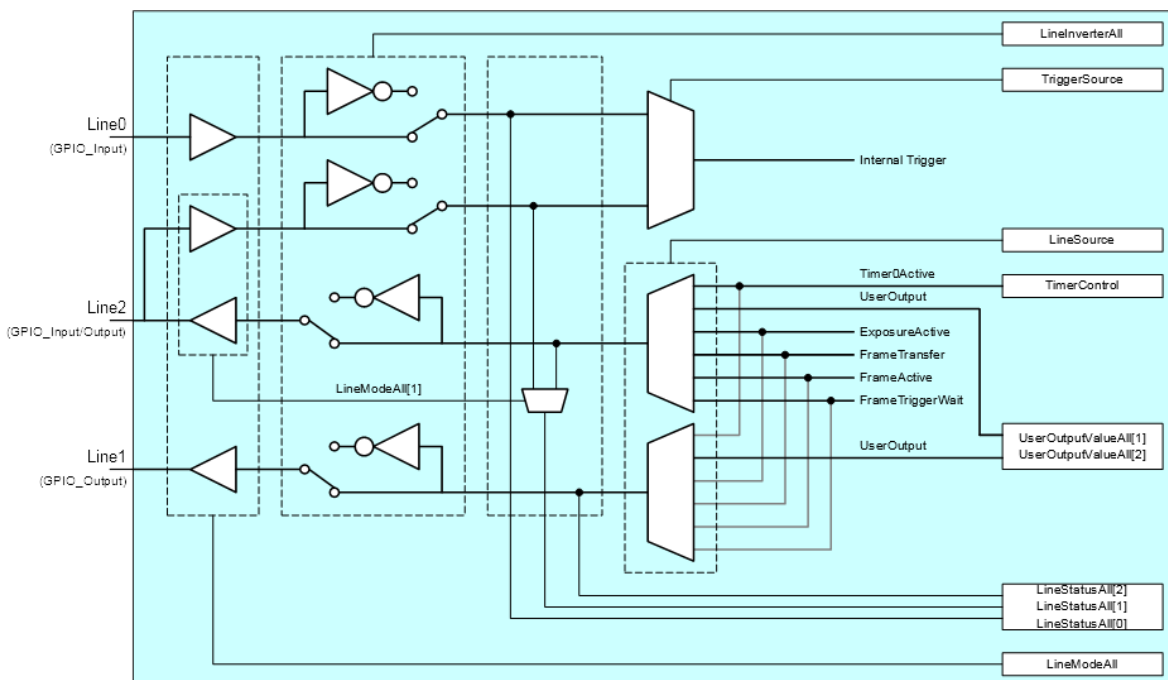 LineInverterAll
TriggerSource
Line0
(GPIO_Input)
Internal Trigger
LineSource
Timer0Active
TimerControl
UserOutput
Line2
(GPIO_Input/Output)
ExposureActive
FrameTransfer
FrameActive
LineModeAll[1]
FrameTriggerWait
UserOutput
UserOutputValueAll[1]
UserOutputValueAll[2]
Line1
(GPIO_Output)
LineStatusAll[2]
LineStatusAll[1]
LineStatusAll[0]
LineModeAll